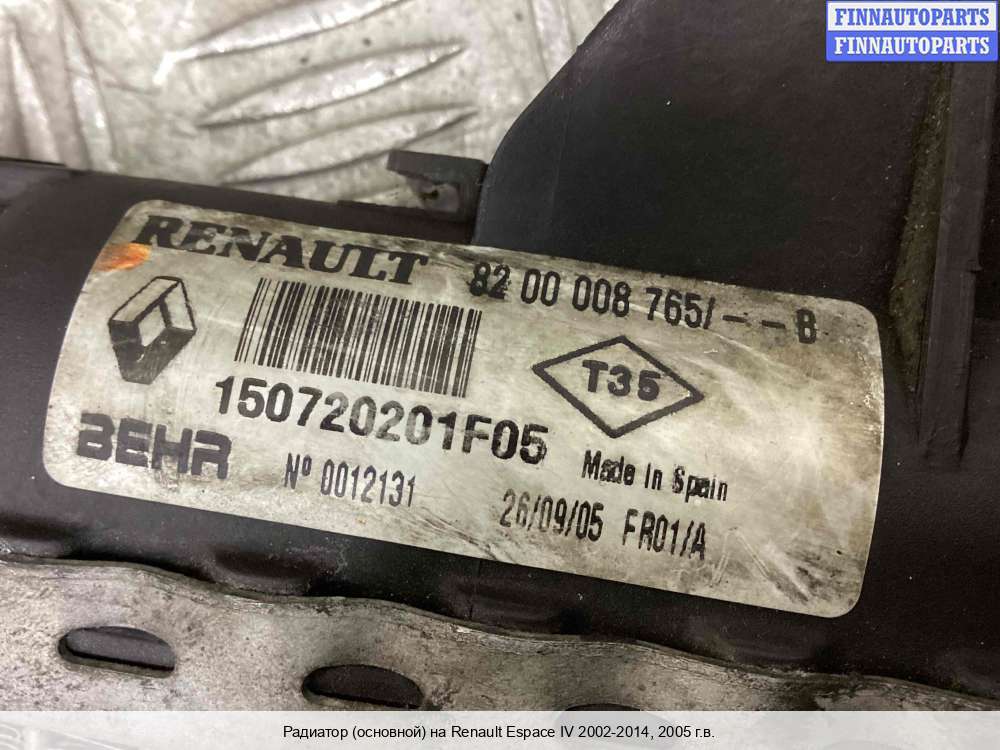 FINNAUTOPARTS
FINNAUTOPARTS
RENAULT 82 00 008 765/--B
150720201F05
T35
BEHR
Nº 0012131
Made In Spain
26/09/05 FR01/A
Радиатор (основной) на Renault Espace IV 2002-2014, 2005 г.в.